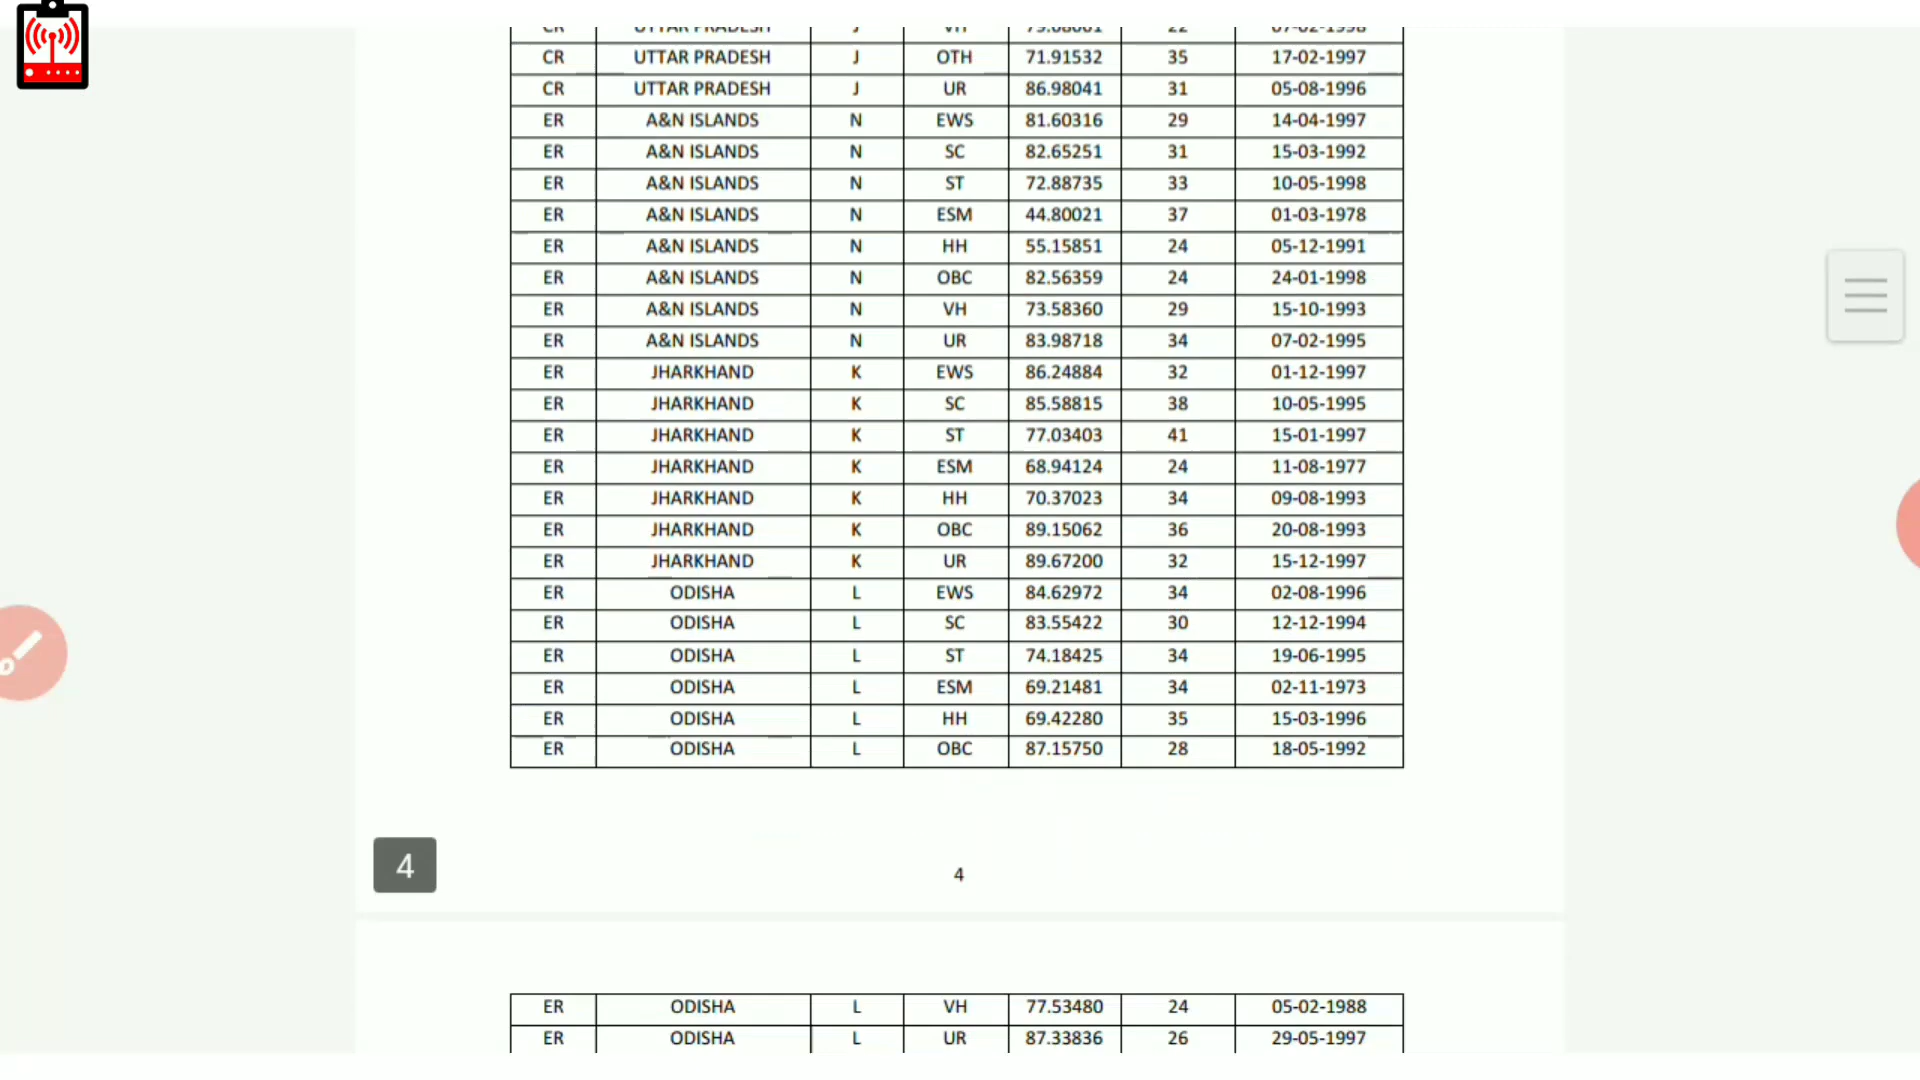 CR UTTAR PRADESH J VH 22 07-02-1998
CR UTTAR PRADESH J OTH 71.91532 35 17-02-1997
CR UTTAR PRADESH J UR 86.98041 31 05-08-1996
ER A&N ISLANDS N EWS 81.60316 29 14-04-1997
ER A&N ISLANDS N SC 82.65251 31 15-03-1992
ER A&N ISLANDS N ST 72.88735 33 10-05-1998
ER A&N ISLANDS N ESM 44.80021 37 01-03-1978
ER A&N ISLANDS N HH 55.15851 24 05-12-1991
ER A&N ISLANDS N OBC 82.56359 24 24-01-1998
ER A&N ISLANDS N VH 73.58360 29 15-10-1993
ER A&N ISLANDS N UR 83.98718 34 07-02-1995
ER JHARKHAND K EWS 86.24884 32 01-12-1997
ER JHARKHAND K SC 85.58815 38 10-05-1995
ER JHARKHAND K ST 77.03403 41 15-01-1997
ER JHARKHAND K ESM 68.94124 24 11-08-1977
ER JHARKHAND K HH 70.37023 34 09-08-1993
ER JHARKHAND K OBC 89.15062 36 20-08-1993
ER JHARKHAND K UR 89.67200 32 15-12-1997
ER ODISHA L EWS 84.62972 34 02-08-1996
ER ODISHA L SC 83.55422 30 12-12-1994
ER ODISHA L ST 74.18425 34 19-06-1995
ER ODISHA L ESM 69.21481 34 02-11-1973
ER ODISHA L HH 69.42280 35 15-03-1996
ER ODISHA L OBC 87.15750 28 18-05-1992
4
4
ER ODISHA L VH 77.53480 24 05-02-1988
ER ODISHA L UR 87.33836 26 29-05-1997